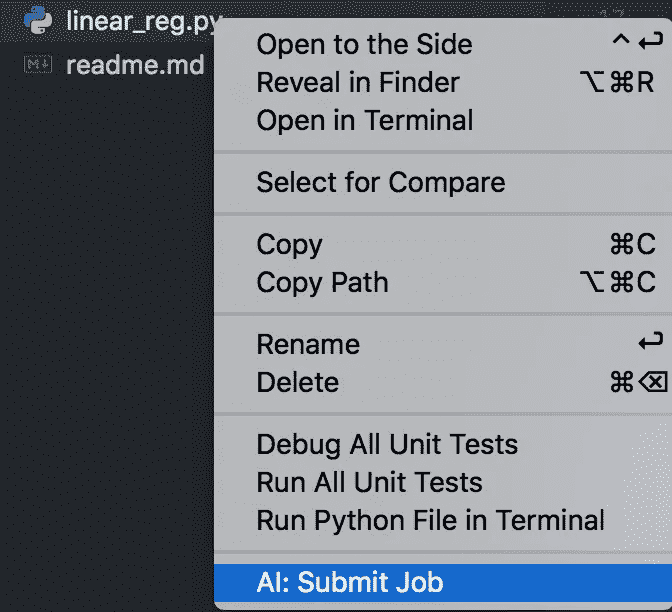 linear_reg.py
readme.md
Open to the Side ^↩
Reveal in Finder ⌥⌘R
Open in Terminal
Select for Compare
Copy ⌘C
Copy Path ⌥⌘C
Rename ↩
Delete ⌘⌫
Debug All Unit Tests
Run All Unit Tests
Run Python File in Terminal
AI: Submit Job